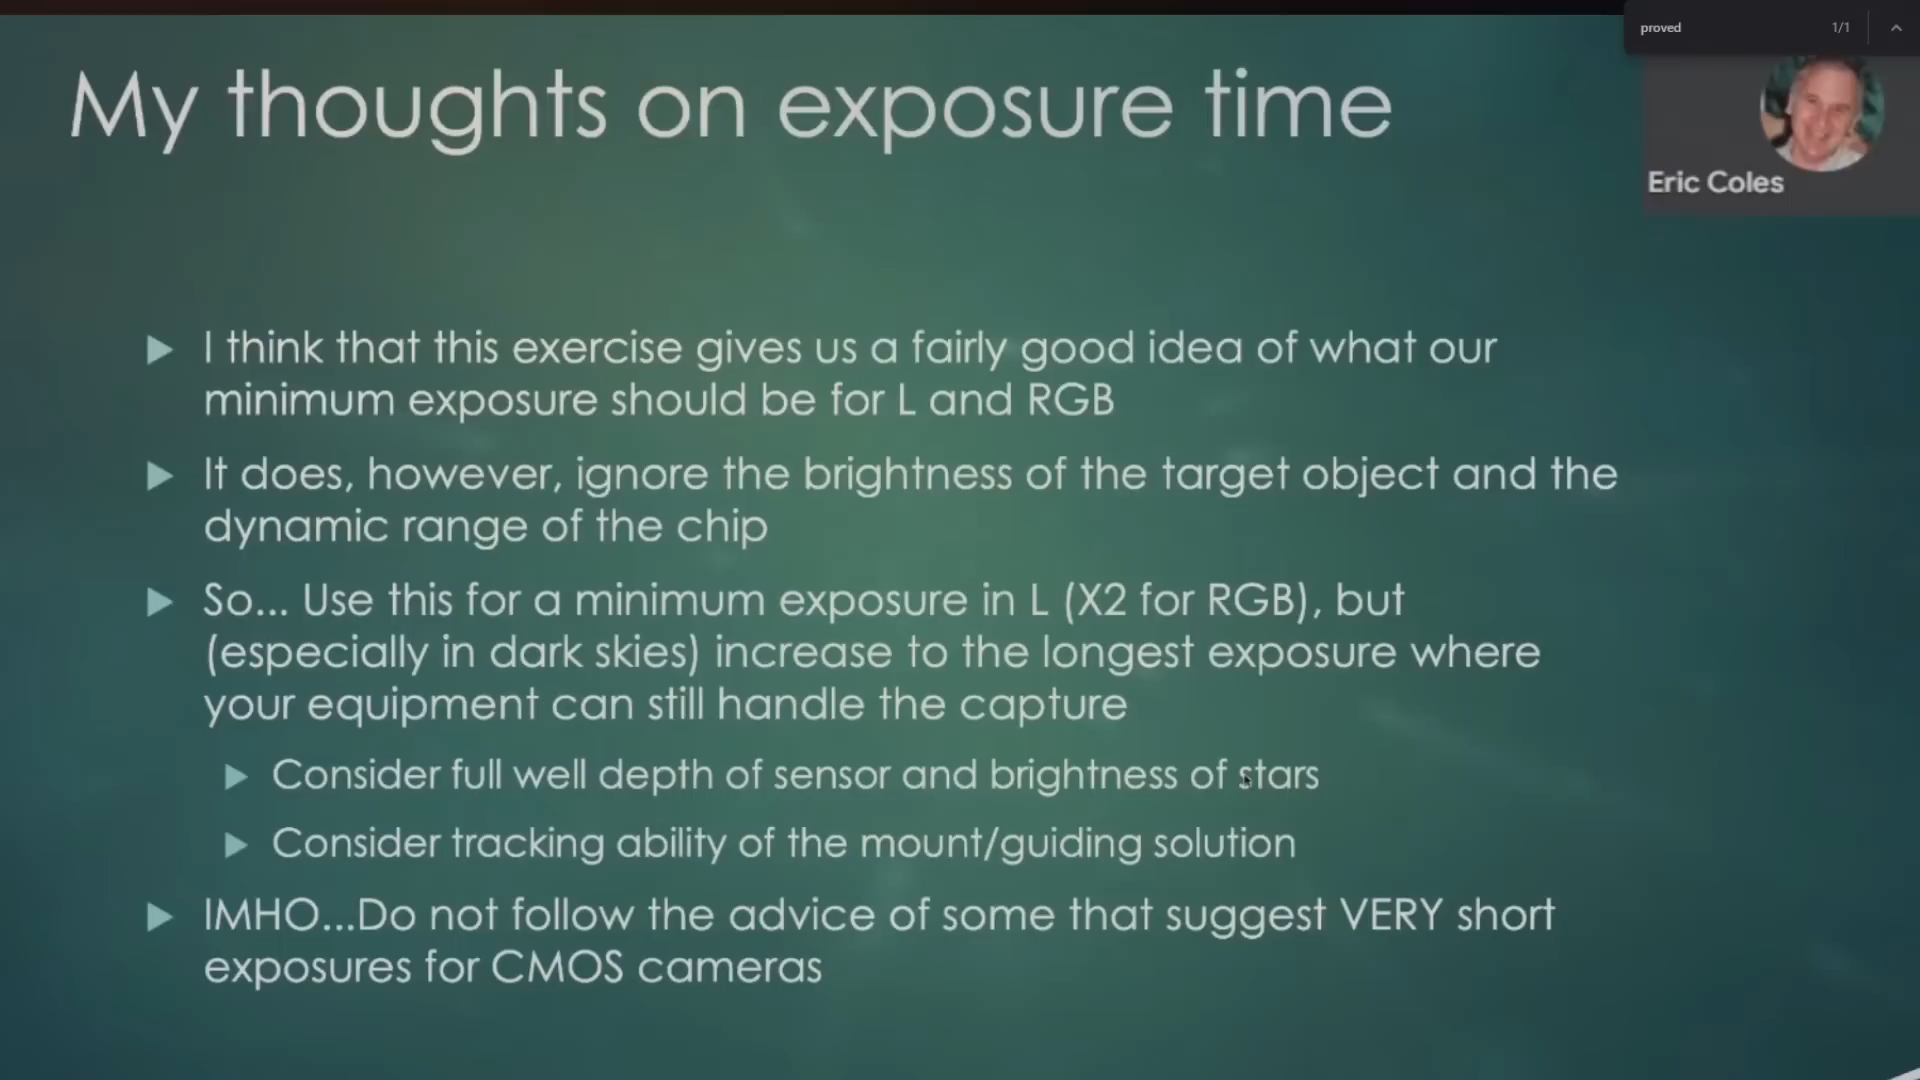 proved
1/1
My thoughts on exposure time
Eric Coles
I think that this exercise gives us a fairly good idea of what our
minimum exposure should be for L and RGB
It does, however, ignore the brightness of the target object and the
dynamic range of the chip
So... Use this for a minimum exposure in L (X2 for RGB), but
(especially in dark skies) increase to the longest exposure where
your equipment can still handle the capture
Consider full well depth of sensor and brightness of stars
Consider tracking ability of the mount/guiding solution
IMHO...Do not follow the advice of some that suggest VERY short
exposures for CMOS cameras